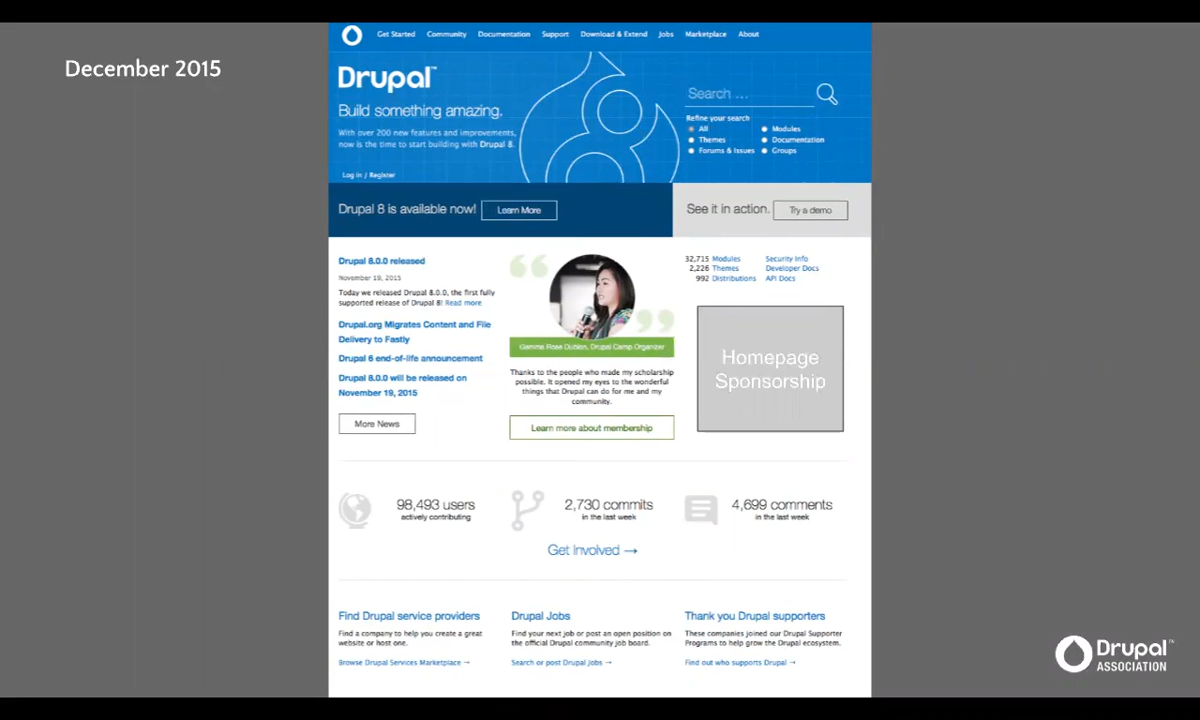 December 2015
Get Started Community Documentation Support Download & Extend Jobs Marketplace About
Drupal™
Build something amazing.
With over 200 new features and improvements,
now is the time to start building with Drupal 8.
Log in / Register
Search ...
Refine your search
All Modules
Themes Documentation
Forums & Issues Groups
Drupal 8 is available now! Learn More
See it in action. Try a demo
Drupal 8.0.0 released
November 19, 2015
Today we released Drupal 8.0.0, the first fully
supported release of Drupal 8! Read more
Drupal.org Migrates Content and File
Delivery to Fastly
Drupal 6 end-of-life announcement
Drupal 8.0.0 will be released on
November 19, 2015
More News
Rose Drupal Camp Organizer
Thanks to the people who made my scholarship
possible. It opened my eyes to the wonderful
things that Drupal can do for me and my
community.
Learn more about membership
32,715 Modules Security Info
2,226 Themes Developer Docs
992 Distributions API Docs
Homepage
Sponsorship
98,493 users
actively contributing
2,730 commits
in the last week
4,699 comments
in the last week
Get Involved →
Find Drupal service providers
Find a company to help you create a great
website or host one.
Browse Drupal Services Marketplace →
Drupal Jobs
Find your next job or post an open position on
the official Drupal community job board.
Search or post Drupal Jobs →
Thank you Drupal supporters
These companies joined our Drupal Supporter
Programs to help grow the Drupal ecosystem.
Find out who supports Drupal →
Drupal™
ASSOCIATION